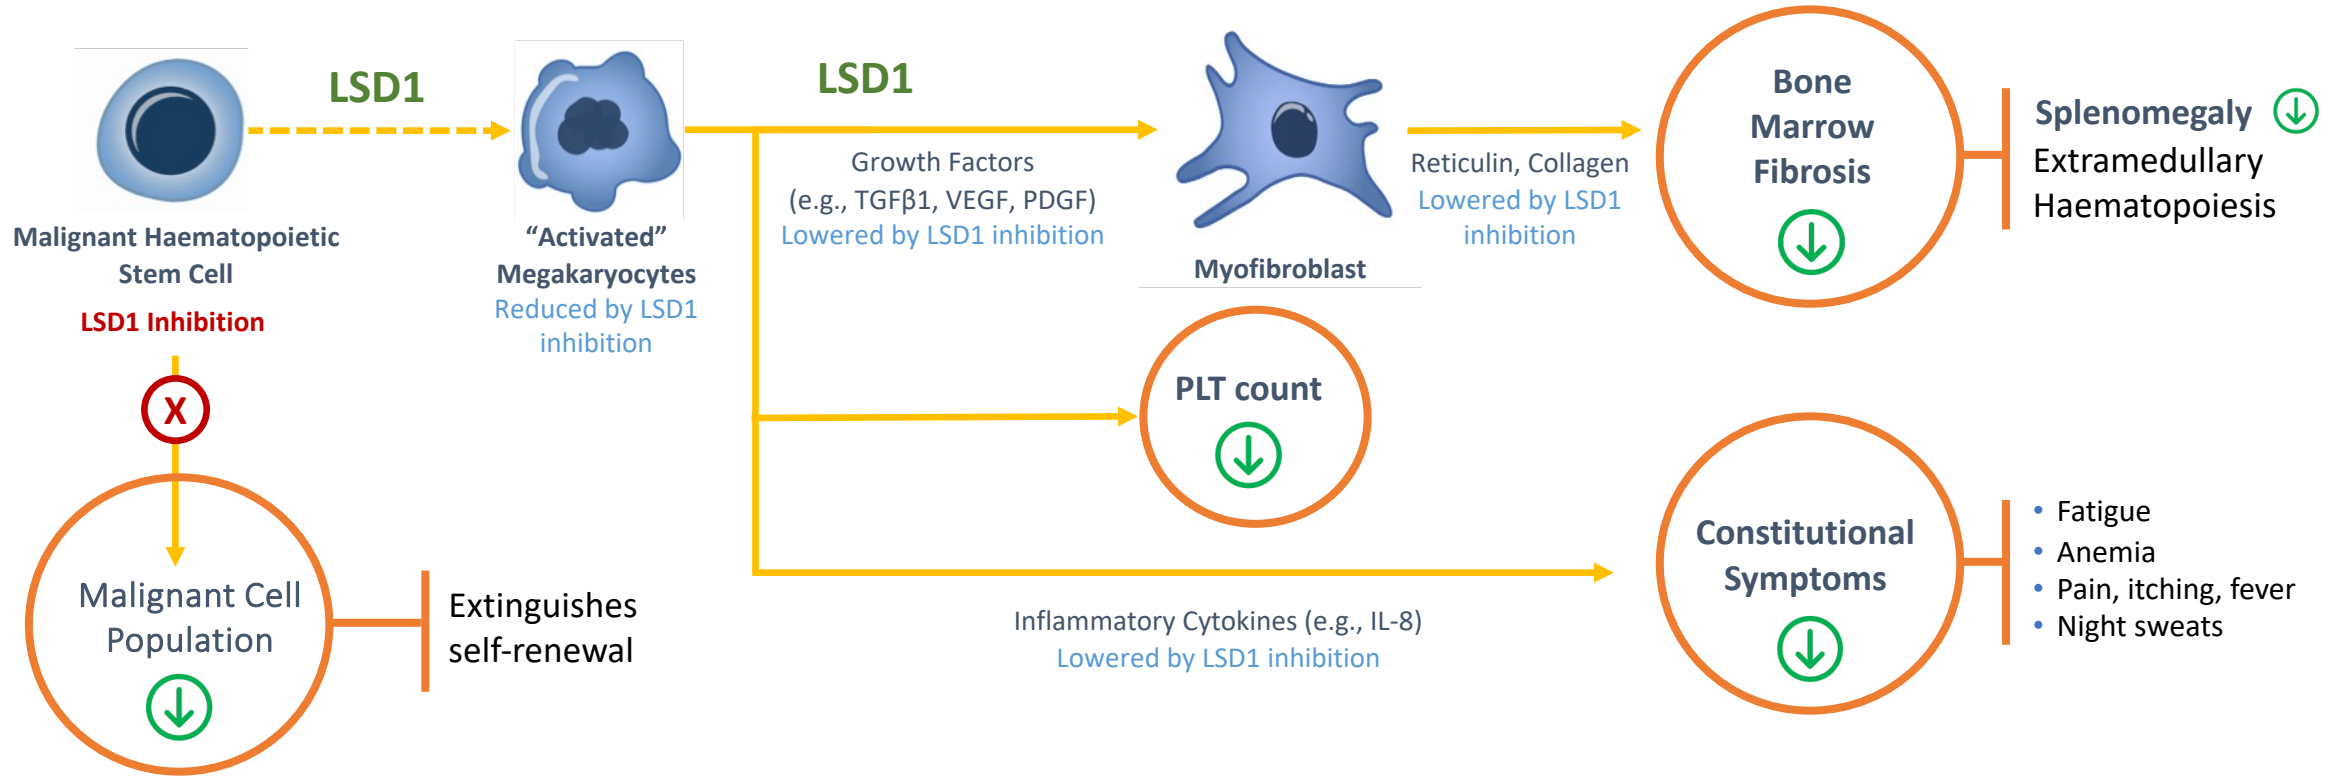 LSD1
LSD1
Malignant Haematopoietic
Stem Cell
LSD1 Inhibition
X
Malignant Cell
Population
Extinguishes
self-renewal
“Activated”
Megakaryocytes
Reduced by LSD1
inhibition
Growth Factors
(e.g., TGFβ1, VEGF, PDGF)
Lowered by LSD1 inhibition
Myofibroblast
Reticulin, Collagen
Lowered by LSD1
inhibition
Bone
Marrow
Fibrosis
Splenomegaly
Extramedullary
Haematopoiesis
PLT count
Inflammatory Cytokines (e.g., IL-8)
Lowered by LSD1 inhibition
Constitutional
Symptoms
• Fatigue
• Anemia
• Pain, itching, fever
• Night sweats